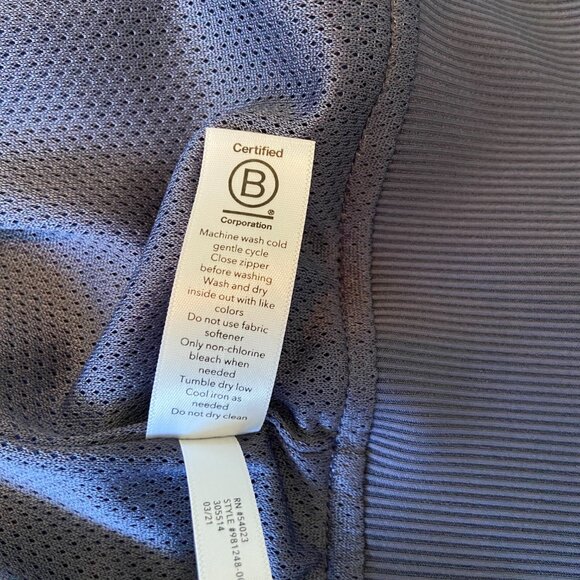 Certified
B
®
Corporation
Machine wash cold
gentle cycle
Close zipper
before washing
Wash and dry
inside out with like
colors
Do not use fabric
softener
Only non-chlorine
bleach when
needed
Tumble dry low
Cool iron as
needed
Do not dry clean
RN #54023
STYLE #981248-
305514
03/21